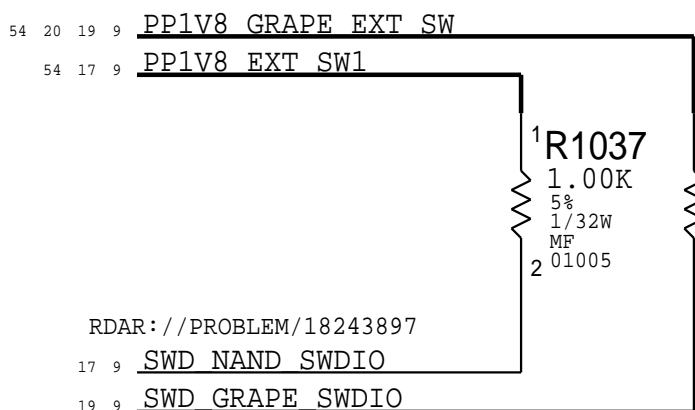 54 20 19 9 PP1V8_GRAPE_EXT_SW
54 17 9 PP1V8_EXT_SW1
1 R1037
1.00K
5%
1/32W
MF
2 01005
RDAR://PROBLEM/18243897
17 9 SWD_NAND_SWDIO
19 9 SWD_GRAPE_SWDIO